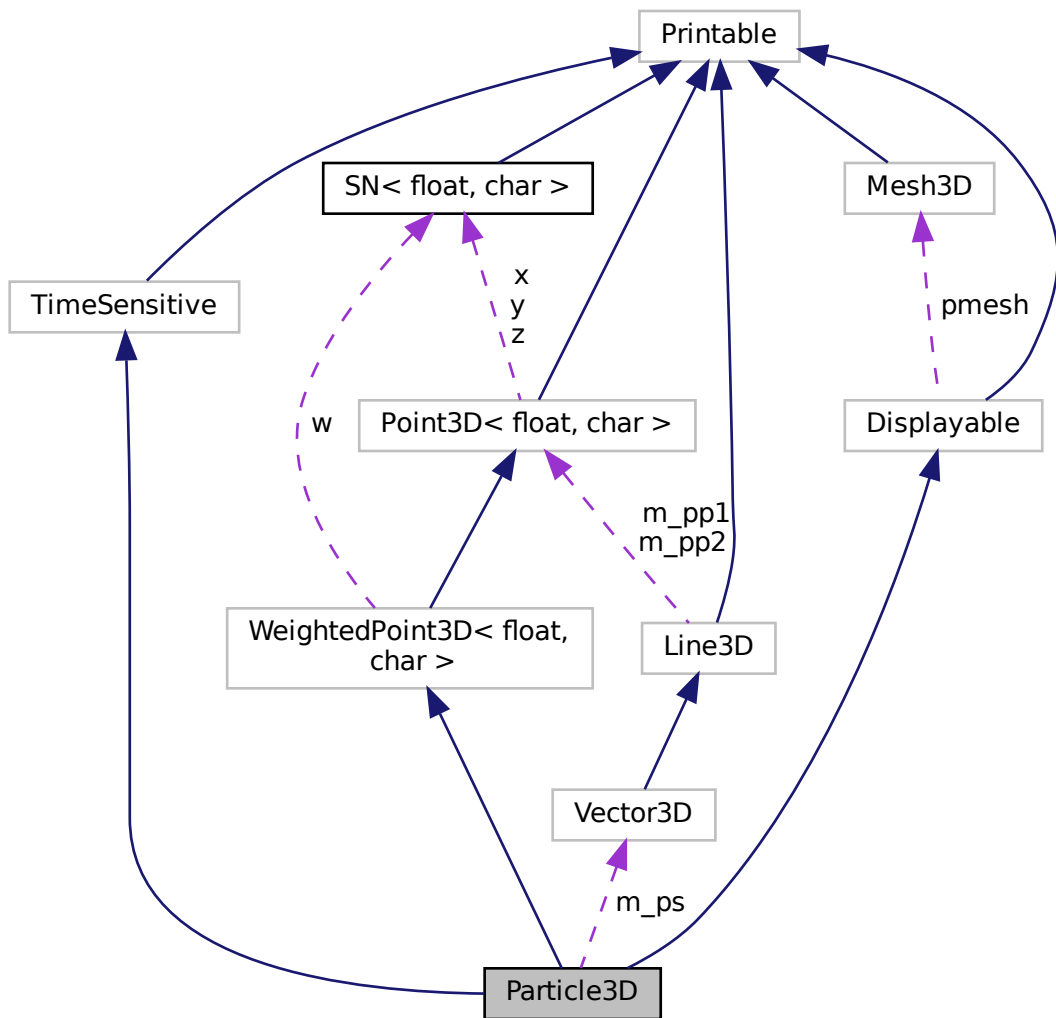 Printable
SN< float, char >
Mesh3D
x
y
z
TimeSensitive
pmesh
w
Point3D< float, char >
Displayable
m_pp1
m_pp2
WeightedPoint3D< float,
char >
Line3D
Vector3D
m_ps
Particle3D